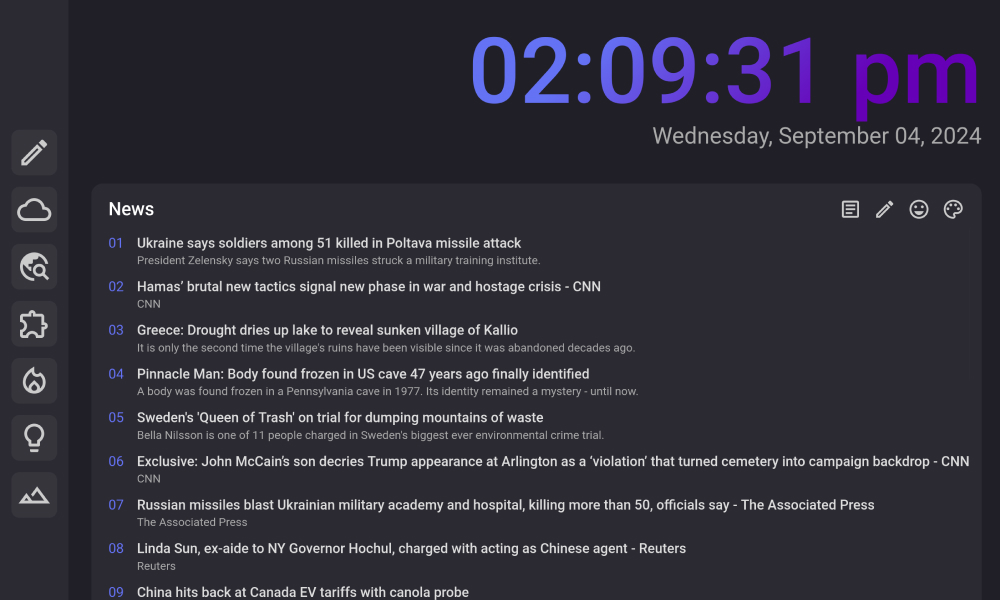 02:09:31 pm
Wednesday, September 04, 2024
News
01 Ukraine says soldiers among 51 killed in Poltava missile attack
President Zelensky says two Russian missiles struck a military training institute.
02 Hamas’ brutal new tactics signal new phase in war and hostage crisis - CNN
CNN
03 Greece: Drought dries up lake to reveal sunken village of Kallio
It is only the second time the village's ruins have been visible since it was abandoned decades ago.
04 Pinnacle Man: Body found frozen in US cave 47 years ago finally identified
A body was found frozen in a Pennsylvania cave in 1977. Its identity remained a mystery - until now.
05 Sweden's 'Queen of Trash' on trial for dumping mountains of waste
Bella Nilsson is one of 11 people charged in Sweden's biggest ever environmental crime trial.
06 Exclusive: John McCain’s son decries Trump appearance at Arlington as a ‘violation’ that turned cemetery into campaign backdrop - CNN
CNN
07 Russian missiles blast Ukrainian military academy and hospital, killing more than 50, officials say - The Associated Press
The Associated Press
08 Linda Sun, ex-aide to NY Governor Hochul, charged with acting as Chinese agent - Reuters
Reuters
09 China hits back at Canada EV tariffs with canola probe